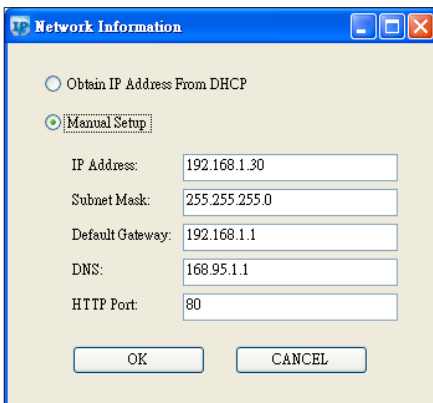 IP Network Information
Obtain IP Address From DHCP
Manual Setup
IP Address: 192.168.1.30
Subnet Mask: 255.255.255.0
Default Gateway: 192.168.1.1
DNS: 168.95.1.1
HTTP Port: 80
OK CANCEL